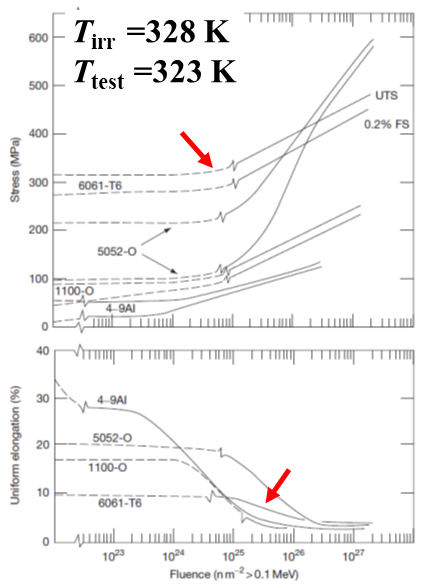 T_irr =328 K
T_test =323 K
600
500
400
300
200
100
0
Stress (MPa)
UTS
0.2% FS
6061-T6
5052-O
1100-O
4–9Al
40
30
20
10
0
Uniform elongation (%)
4–9Al
5052-O
1100-O
6061-T6
10^23
10^24
10^25
10^26
10^27
Fluence (n m^−2 > 0.1 MeV)